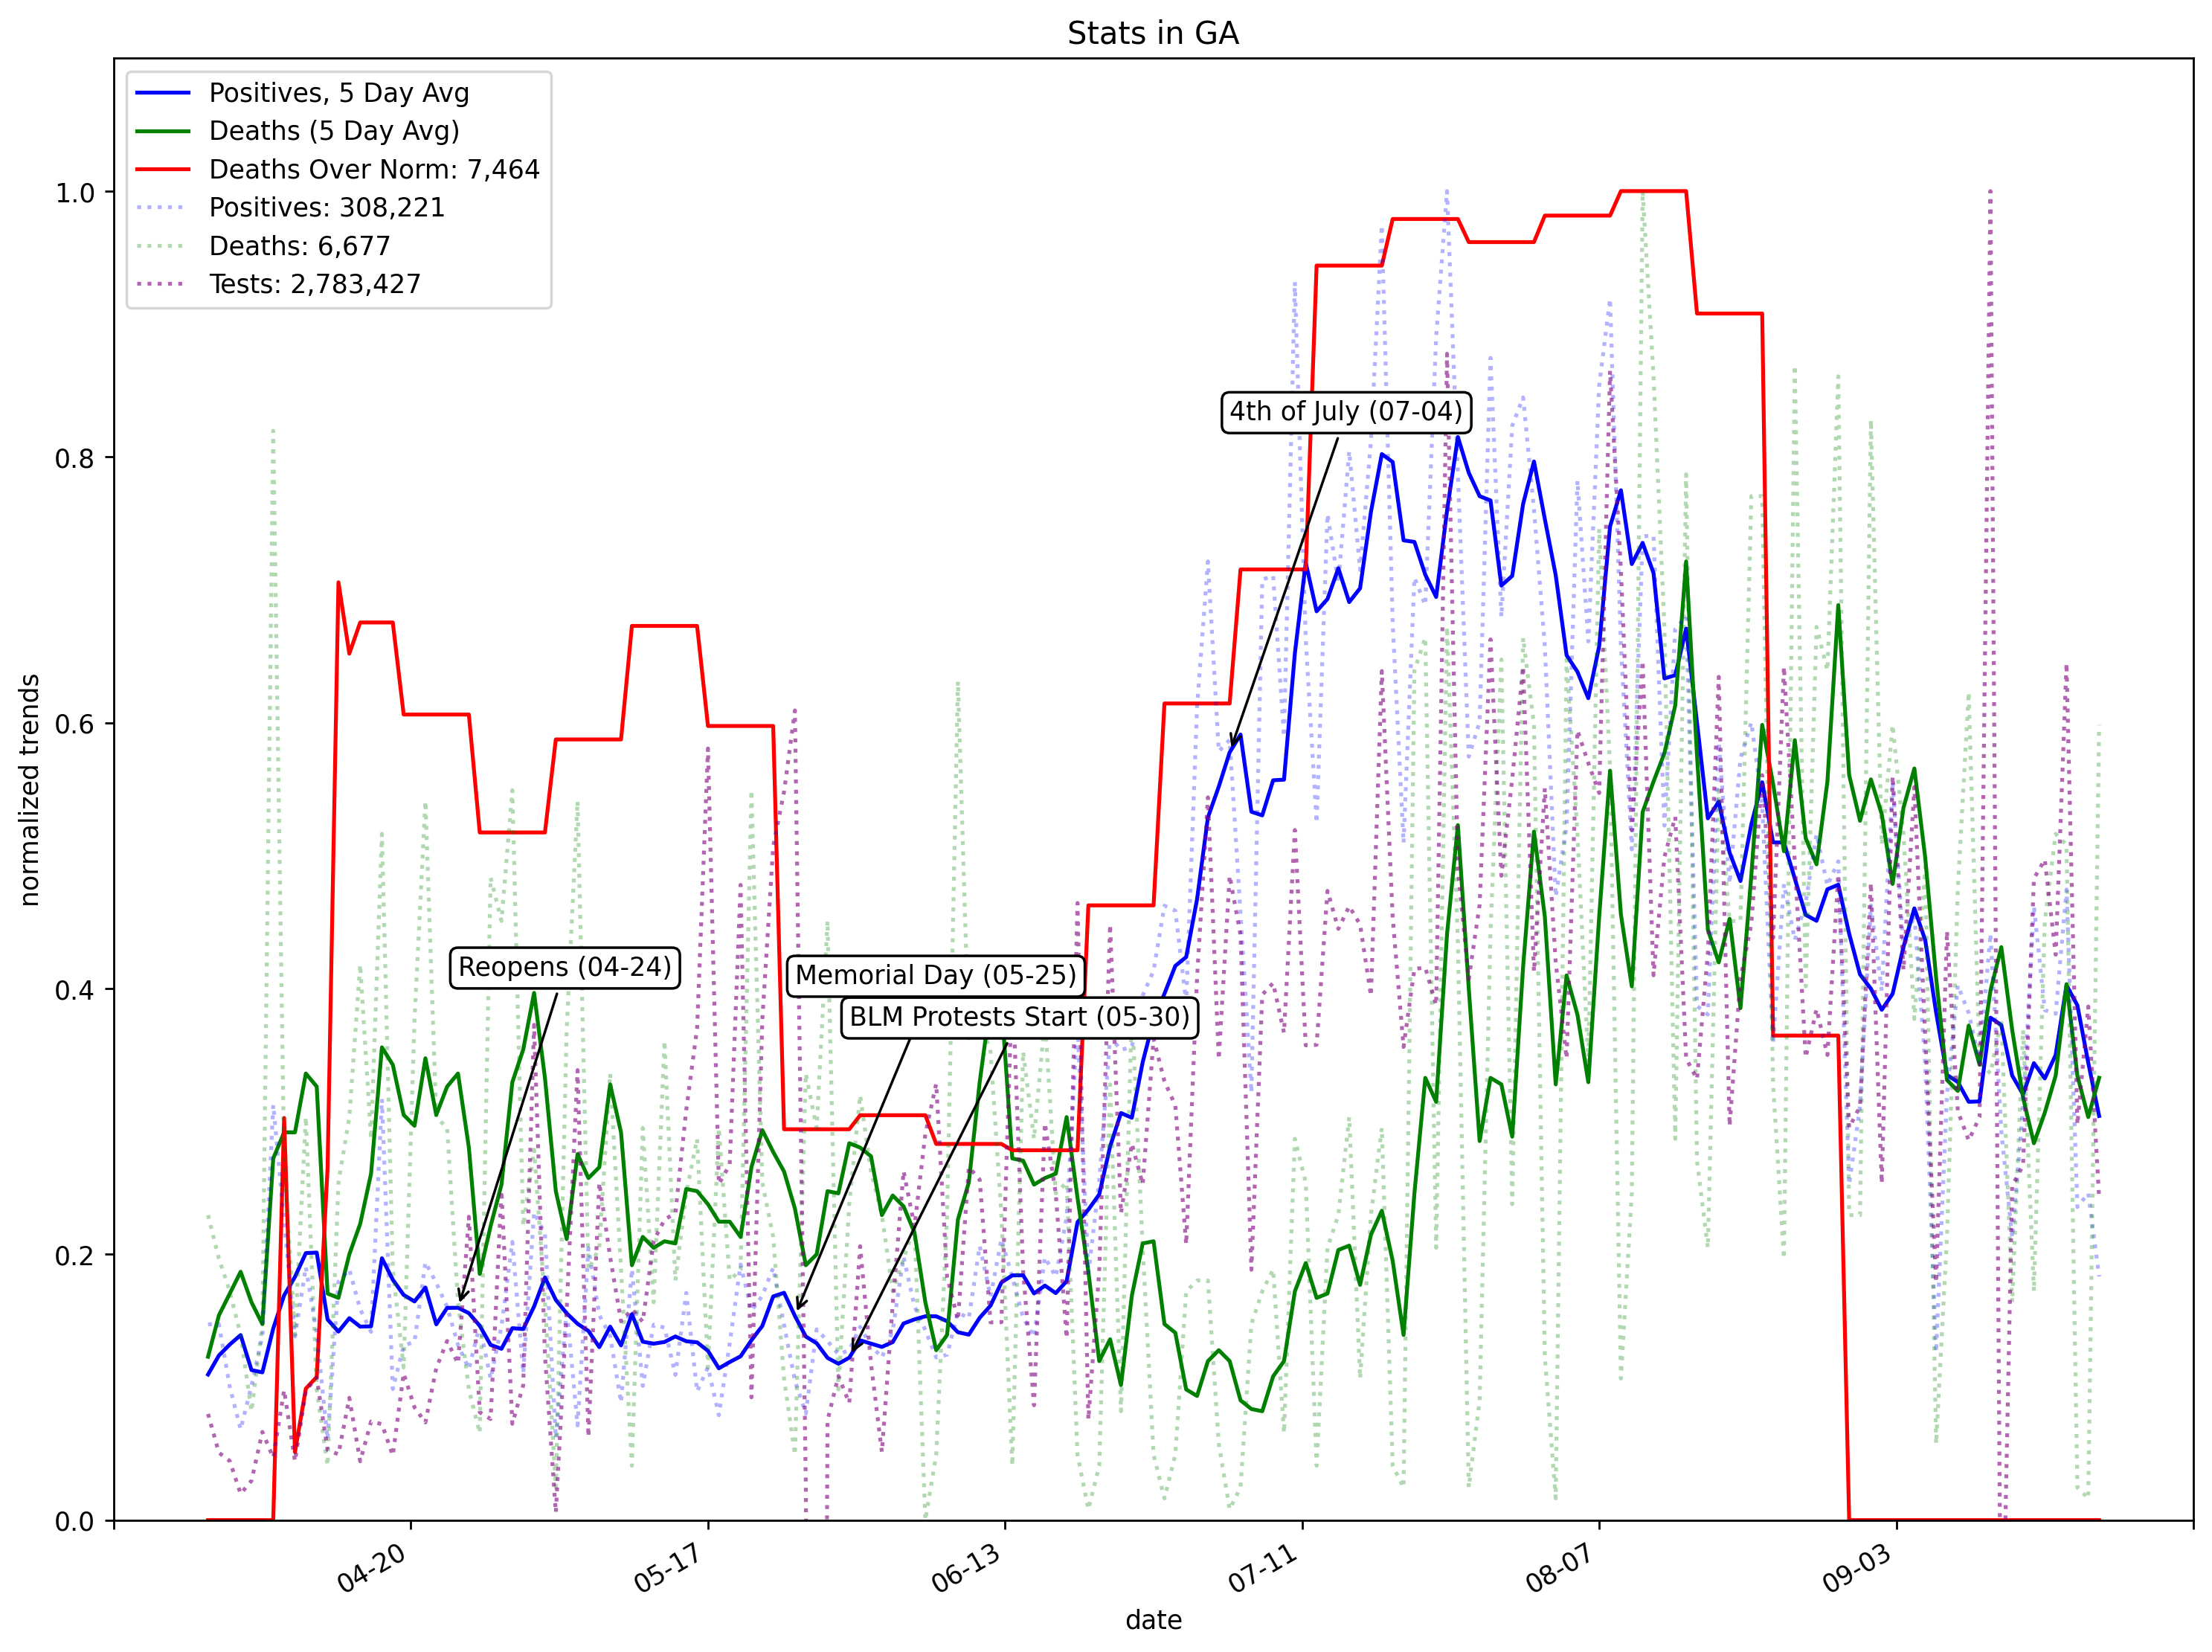 Stats in GA
Positives, 5 Day Avg
Deaths (5 Day Avg)
Deaths Over Norm: 7,464
Positives: 308,221
Deaths: 6,677
Tests: 2,783,427
1.0
0.8
0.6
0.4
0.2
0.0
normalized trends
4th of July (07-04)
Reopens (04-24)
Memorial Day (05-25)
BLM Protests Start (05-30)
04-20
05-17
06-13
07-11
08-07
09-03
date